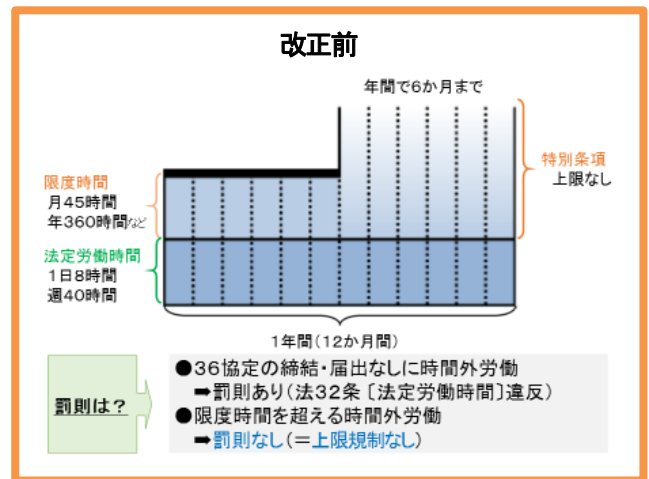 改正前
年間で6か月まで
特別条項
上限なし
限度時間
月45時間
年360時間など
法定労働時間
1日8時間
週40時間
1年間(12か月間)
罰則は?
●36協定の締結・届出なしに時間外労働
➡罰則あり(法32条〔法定労働時間〕違反)
●限度時間を超える時間外労働
➡罰則なし(=上限規制なし)